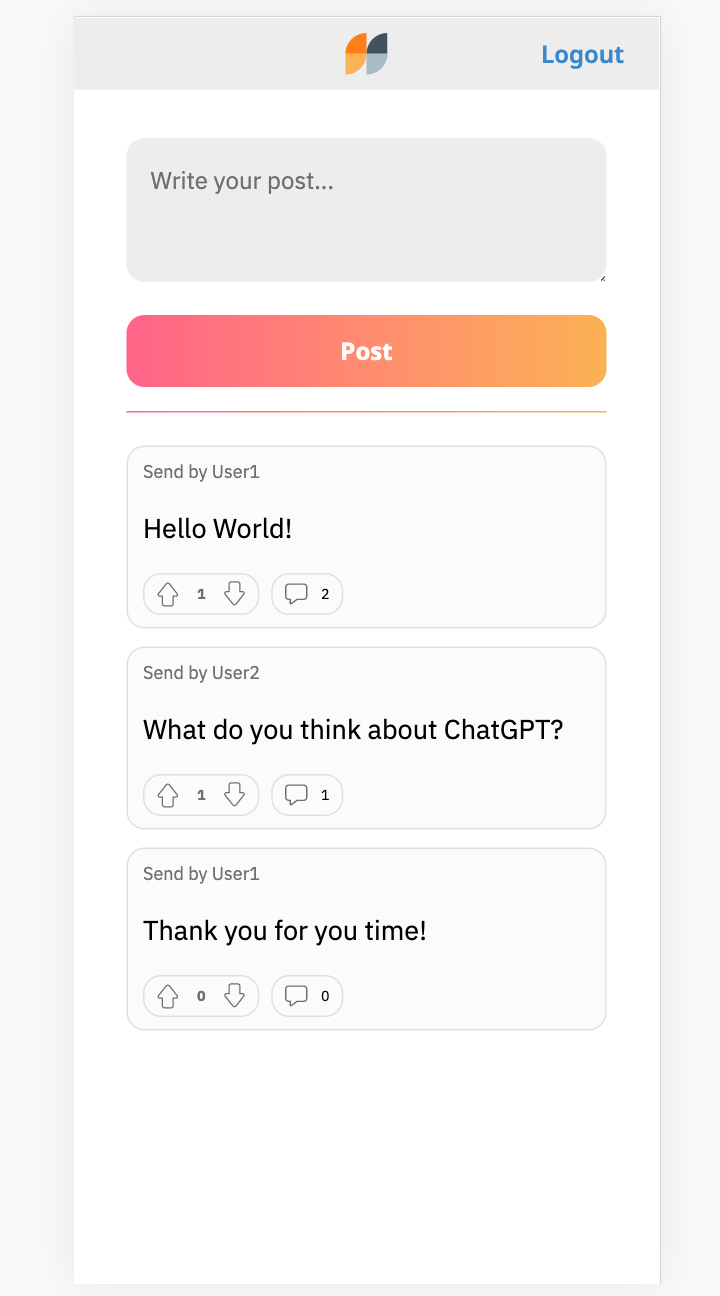 Logout
Write your post...
Post
Send by User1
Hello World!
1 2
Send by User2
What do you think about ChatGPT?
1 1
Send by User1
Thank you for you time!
0 0